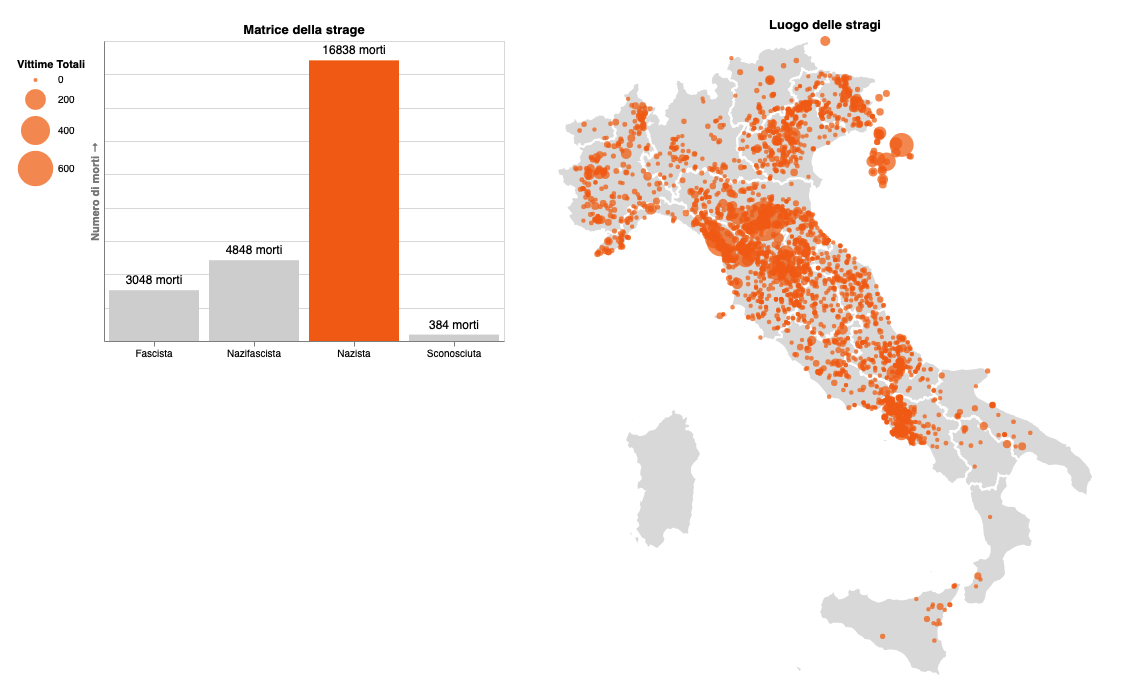 Matrice della strage
Vittime Totali
0
200
400
600
Numero di morti →
3048 morti
4848 morti
16838 morti
384 morti
Fascista
Nazifascista
Nazista
Sconosciuta
Luogo delle stragi